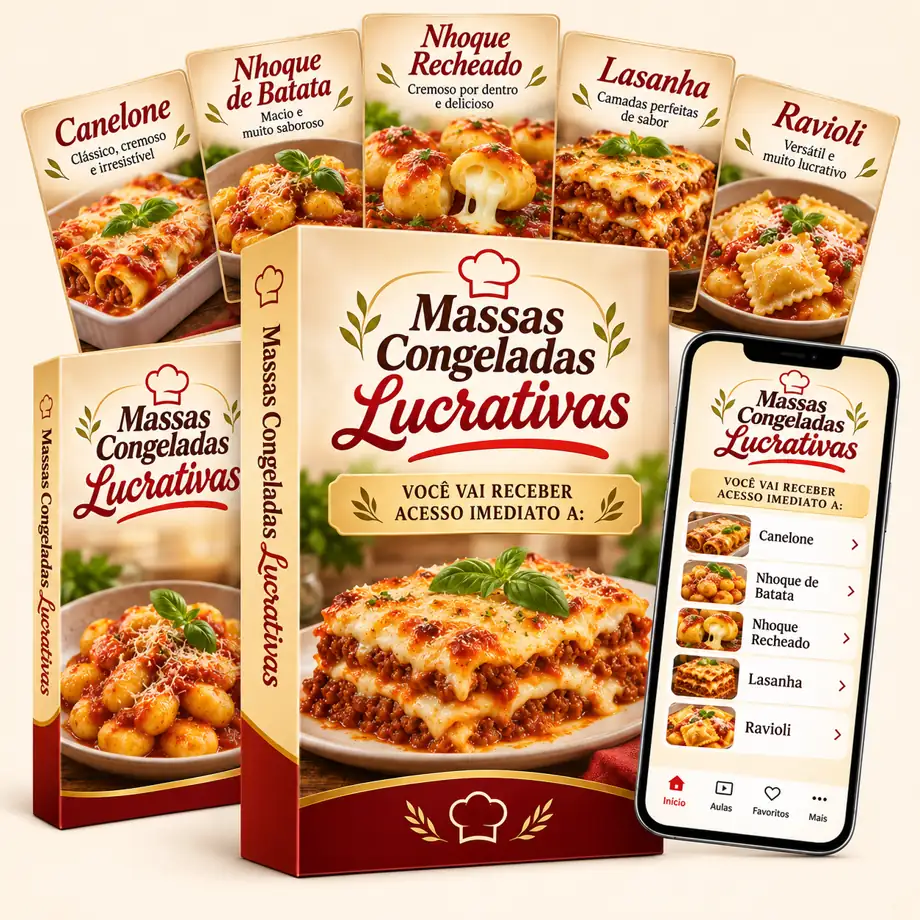 Canelone
Clássico, cremoso
e irresistível
Nhoque
de Batata
Macio e
muito saboroso
Nhoque
Recheado
Cremoso por dentro
e delicioso
Lasanha
Camadas perfeitas
de sabor
Ravioli
Versátil e
muito lucrativo
Massas Congeladas Lucrativas
Massas
Congeladas
Lucrativas
Massas Congeladas Lucrativas
Massas
Congeladas
Lucrativas
VOCÊ VAI RECEBER
ACESSO IMEDIATO A:
Massas
Congeladas
Lucrativas
VOCÊ VAI RECEBER
ACESSO IMEDIATO A:
Canelone
Nhoque de
Batata
Nhoque
Recheado
Lasanha
Ravioli
Início
Aulas
Favoritos
Mais